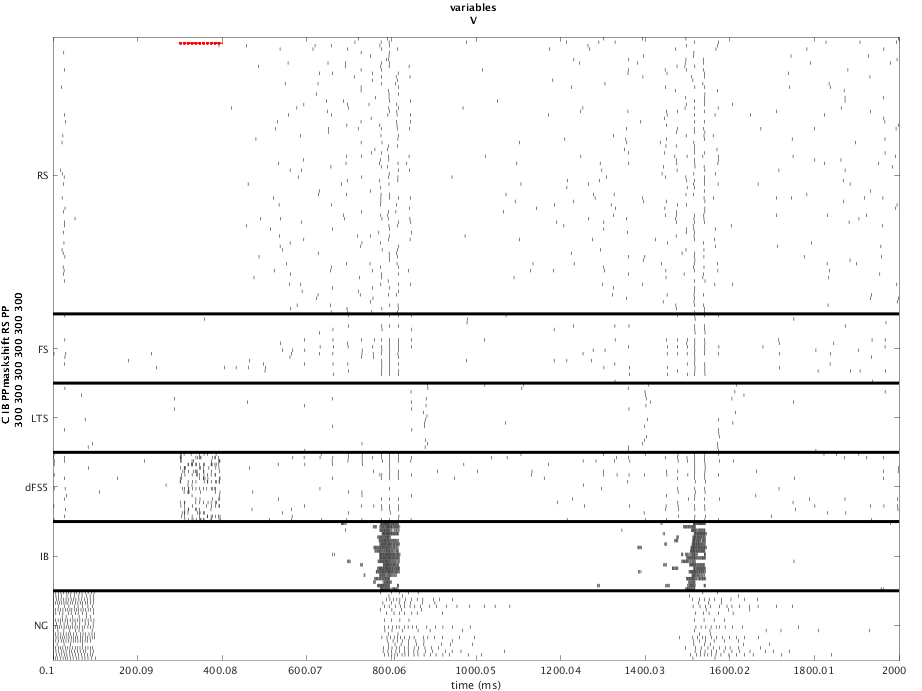 variables
V
C IB PPmaskshift RS PP
300 300 300 300 300 300
RS
FS
LTS
dFS5
IB
NG
0.1 200.09 400.08 600.07 800.06 1000.05 1200.04 1400.03 1600.02 1800.01 2000
time (ms)